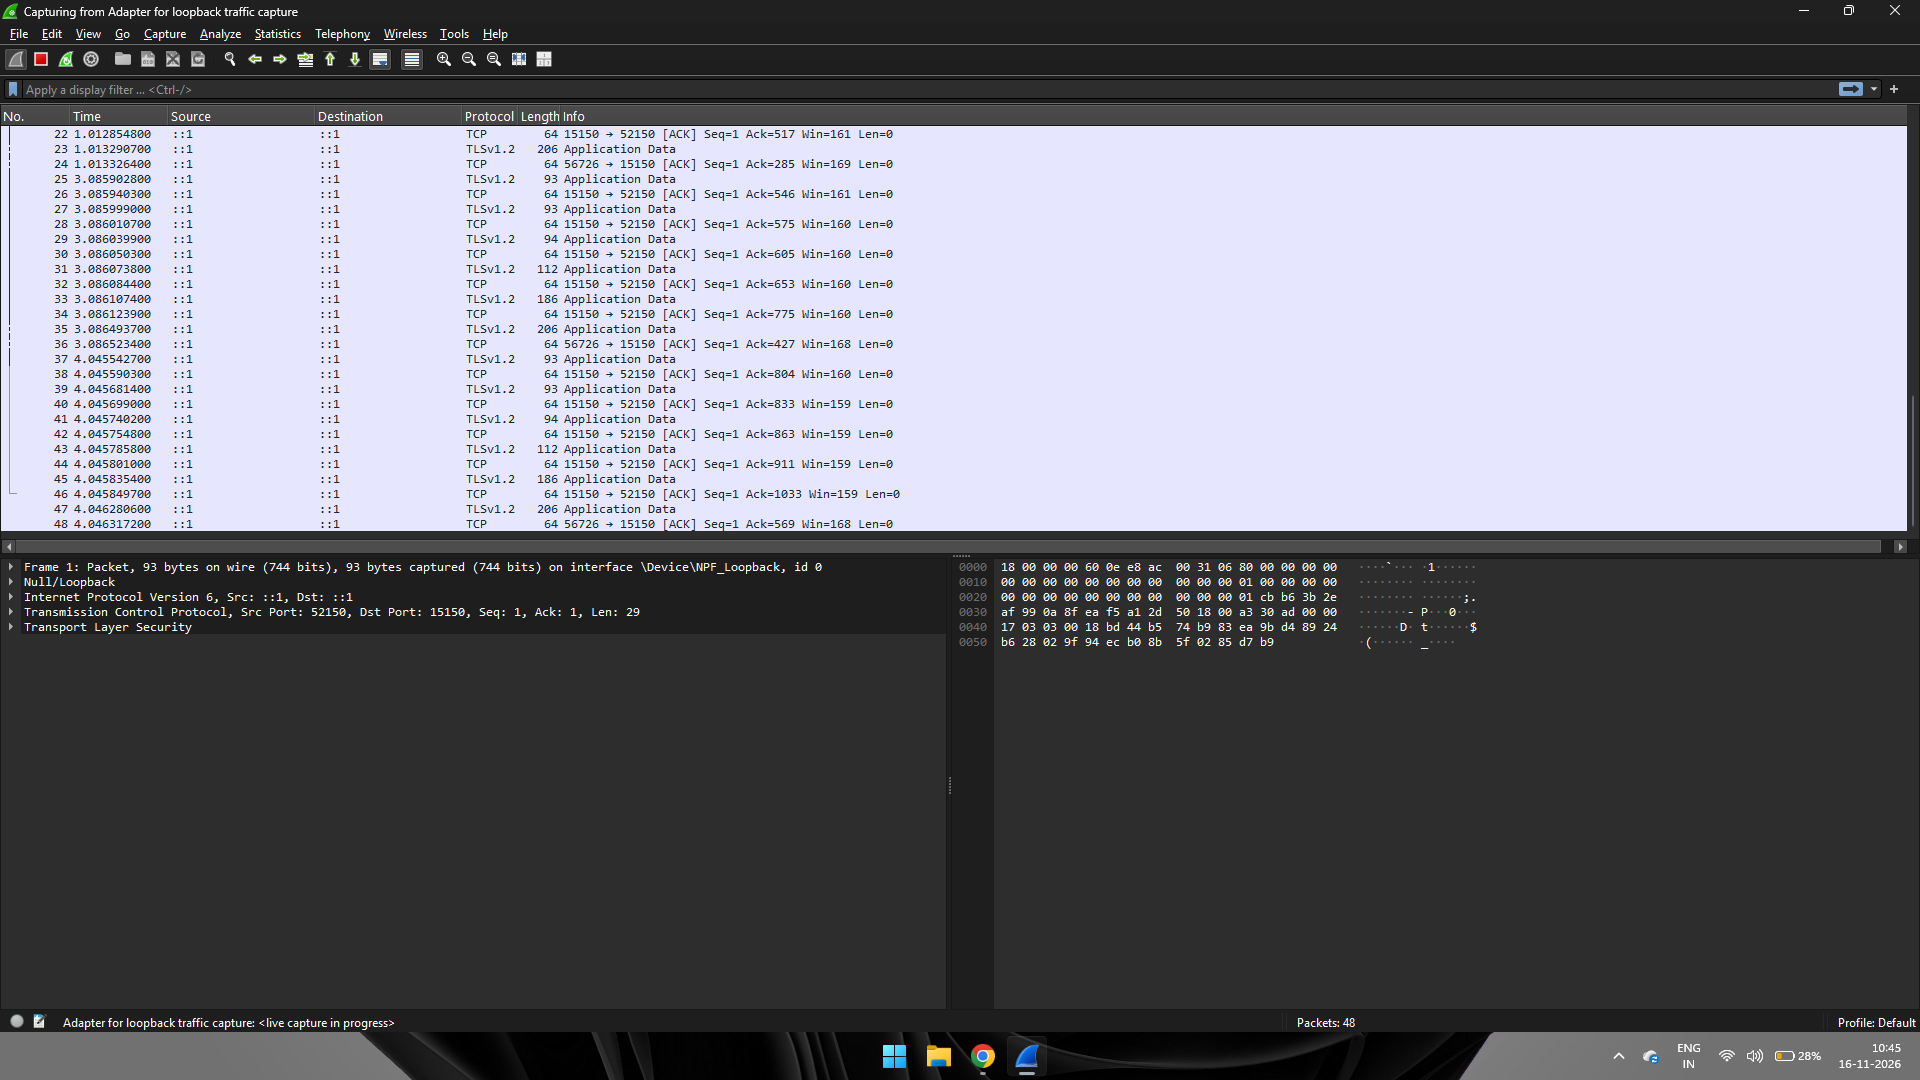 Capturing from Adapter for loopback traffic capture
File Edit View Go Capture Analyze Statistics Telephony Wireless Tools Help
Apply a display filter ... <Ctrl-/>
No. Time Source Destination Protocol Length Info
22 1.012854800 ::1 ::1 TCP 64 15150 → 52150 [ACK] Seq=1 Ack=517 Win=161 Len=0
23 1.013290700 ::1 ::1 TLSv1.2 206 Application Data
24 1.013326400 ::1 ::1 TCP 64 56726 → 15150 [ACK] Seq=1 Ack=285 Win=169 Len=0
25 3.085902800 ::1 ::1 TLSv1.2 93 Application Data
26 3.085940300 ::1 ::1 TCP 64 15150 → 52150 [ACK] Seq=1 Ack=546 Win=161 Len=0
27 3.085999000 ::1 ::1 TLSv1.2 93 Application Data
28 3.086010700 ::1 ::1 TCP 64 15150 → 52150 [ACK] Seq=1 Ack=575 Win=160 Len=0
29 3.086039900 ::1 ::1 TLSv1.2 94 Application Data
30 3.086050300 ::1 ::1 TCP 64 15150 → 52150 [ACK] Seq=1 Ack=605 Win=160 Len=0
31 3.086073800 ::1 ::1 TLSv1.2 112 Application Data
32 3.086084400 ::1 ::1 TCP 64 15150 → 52150 [ACK] Seq=1 Ack=653 Win=160 Len=0
33 3.086107400 ::1 ::1 TLSv1.2 186 Application Data
34 3.086123900 ::1 ::1 TCP 64 15150 → 52150 [ACK] Seq=1 Ack=775 Win=160 Len=0
35 3.086493700 ::1 ::1 TLSv1.2 206 Application Data
36 3.086523400 ::1 ::1 TCP 64 56726 → 15150 [ACK] Seq=1 Ack=427 Win=168 Len=0
37 4.045542700 ::1 ::1 TLSv1.2 93 Application Data
38 4.045590300 ::1 ::1 TCP 64 15150 → 52150 [ACK] Seq=1 Ack=804 Win=160 Len=0
39 4.045681400 ::1 ::1 TLSv1.2 93 Application Data
40 4.045699000 ::1 ::1 TCP 64 15150 → 52150 [ACK] Seq=1 Ack=833 Win=159 Len=0
41 4.045740200 ::1 ::1 TLSv1.2 94 Application Data
42 4.045754800 ::1 ::1 TCP 64 15150 → 52150 [ACK] Seq=1 Ack=863 Win=159 Len=0
43 4.045785800 ::1 ::1 TLSv1.2 112 Application Data
44 4.045801000 ::1 ::1 TCP 64 15150 → 52150 [ACK] Seq=1 Ack=911 Win=159 Len=0
45 4.045835400 ::1 ::1 TLSv1.2 186 Application Data
46 4.045849700 ::1 ::1 TCP 64 15150 → 52150 [ACK] Seq=1 Ack=1033 Win=159 Len=0
47 4.046280600 ::1 ::1 TLSv1.2 206 Application Data
48 4.046317200 ::1 ::1 TCP 64 56726 → 15150 [ACK] Seq=1 Ack=569 Win=168 Len=0
Frame 1: Packet, 93 bytes on wire (744 bits), 93 bytes captured (744 bits) on interface \Device\NPF_Loopback, id 0
Null/Loopback
Internet Protocol Version 6, Src: ::1, Dst: ::1
Transmission Control Protocol, Src Port: 52150, Dst Port: 15150, Seq: 1, Ack: 1, Len: 29
Transport Layer Security
0000 18 00 00 00 60 0e e8 ac 00 31 06 80 00 00 00 00 ····`··· ·1······
0010 00 00 00 00 00 00 00 00 00 00 00 01 00 00 00 00 ········ ········
0020 00 00 00 00 00 00 00 00 00 00 00 01 cb b6 3b 2e ········ ······;.
0030 af 99 0a 8f ea f5 a1 2d 50 18 00 a3 30 ad 00 00 ·······- P···0···
0040 17 03 03 00 18 bd 44 b5 74 b9 83 ea 9b d4 89 24 ······D· t······$
0050 b6 28 02 9f 94 ec b0 8b 5f 02 85 d7 b9 ·(······ _····
Adapter for loopback traffic capture: <live capture in progress>
Packets: 48
Profile: Default
ENG
IN
28%
10:45
16-11-2026